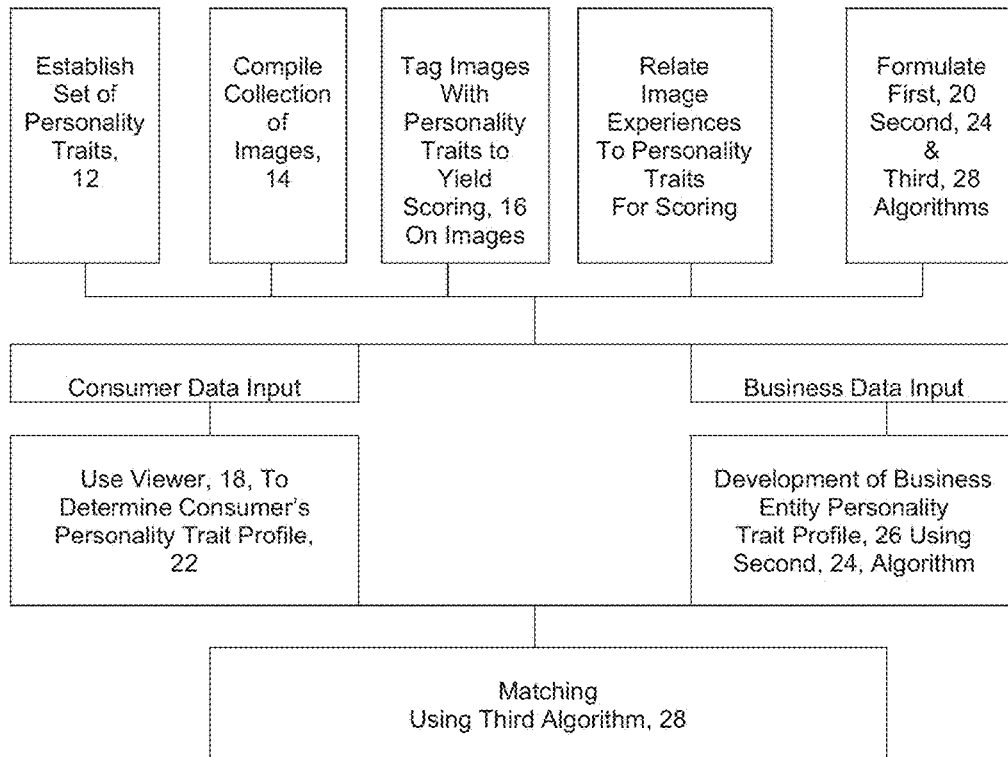 Establish
Set of
Personality
Traits,
12
Compile
Collection
of
Images,
14
Tag Images
With
Personality
Traits to
Yield
Scoring, 16
On Images
Relate
Image
Experiences
To Personality
Traits
For Scoring
Formulate
First, 20
Second, 24
&
Third, 28
Algorithms
Consumer Data Input
Business Data Input
Use Viewer, 18, To
Determine Consumer's
Personality Trait Profile,
22
Development of Business
Entity Personality
Trait Profile, 26 Using
Second, 24, Algorithm
Matching
Using Third Algorithm, 28